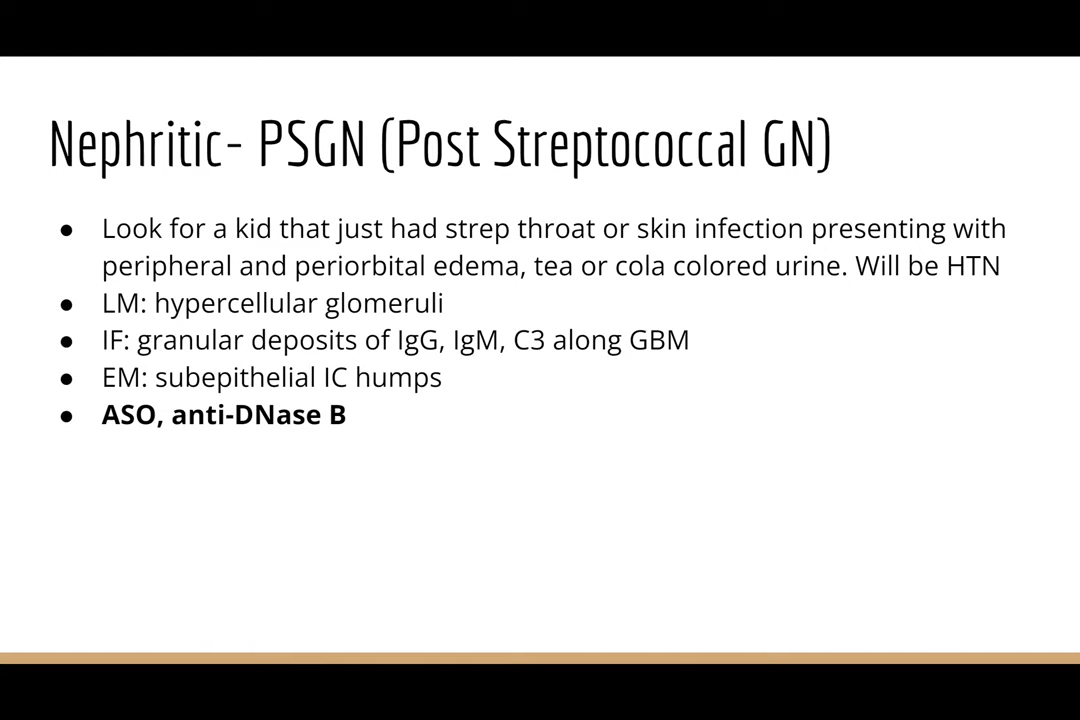 Nephritic- PSGN (Post Streptococcal GN)
● Look for a kid that just had strep throat or skin infection presenting with
peripheral and periorbital edema, tea or cola colored urine. Will be HTN
● LM: hypercellular glomeruli
● IF: granular deposits of IgG, IgM, C3 along GBM
● EM: subepithelial IC humps
● ASO, anti-DNase B